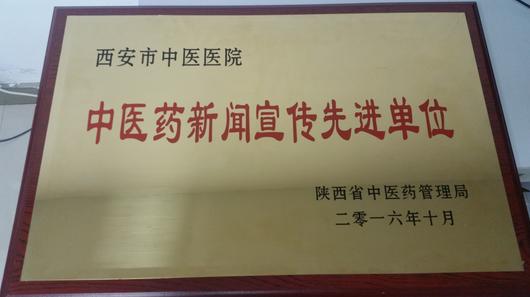 西安市中医医院
中医药新闻宣传先进单位
陕西省中医药管理局
二零一六年十月